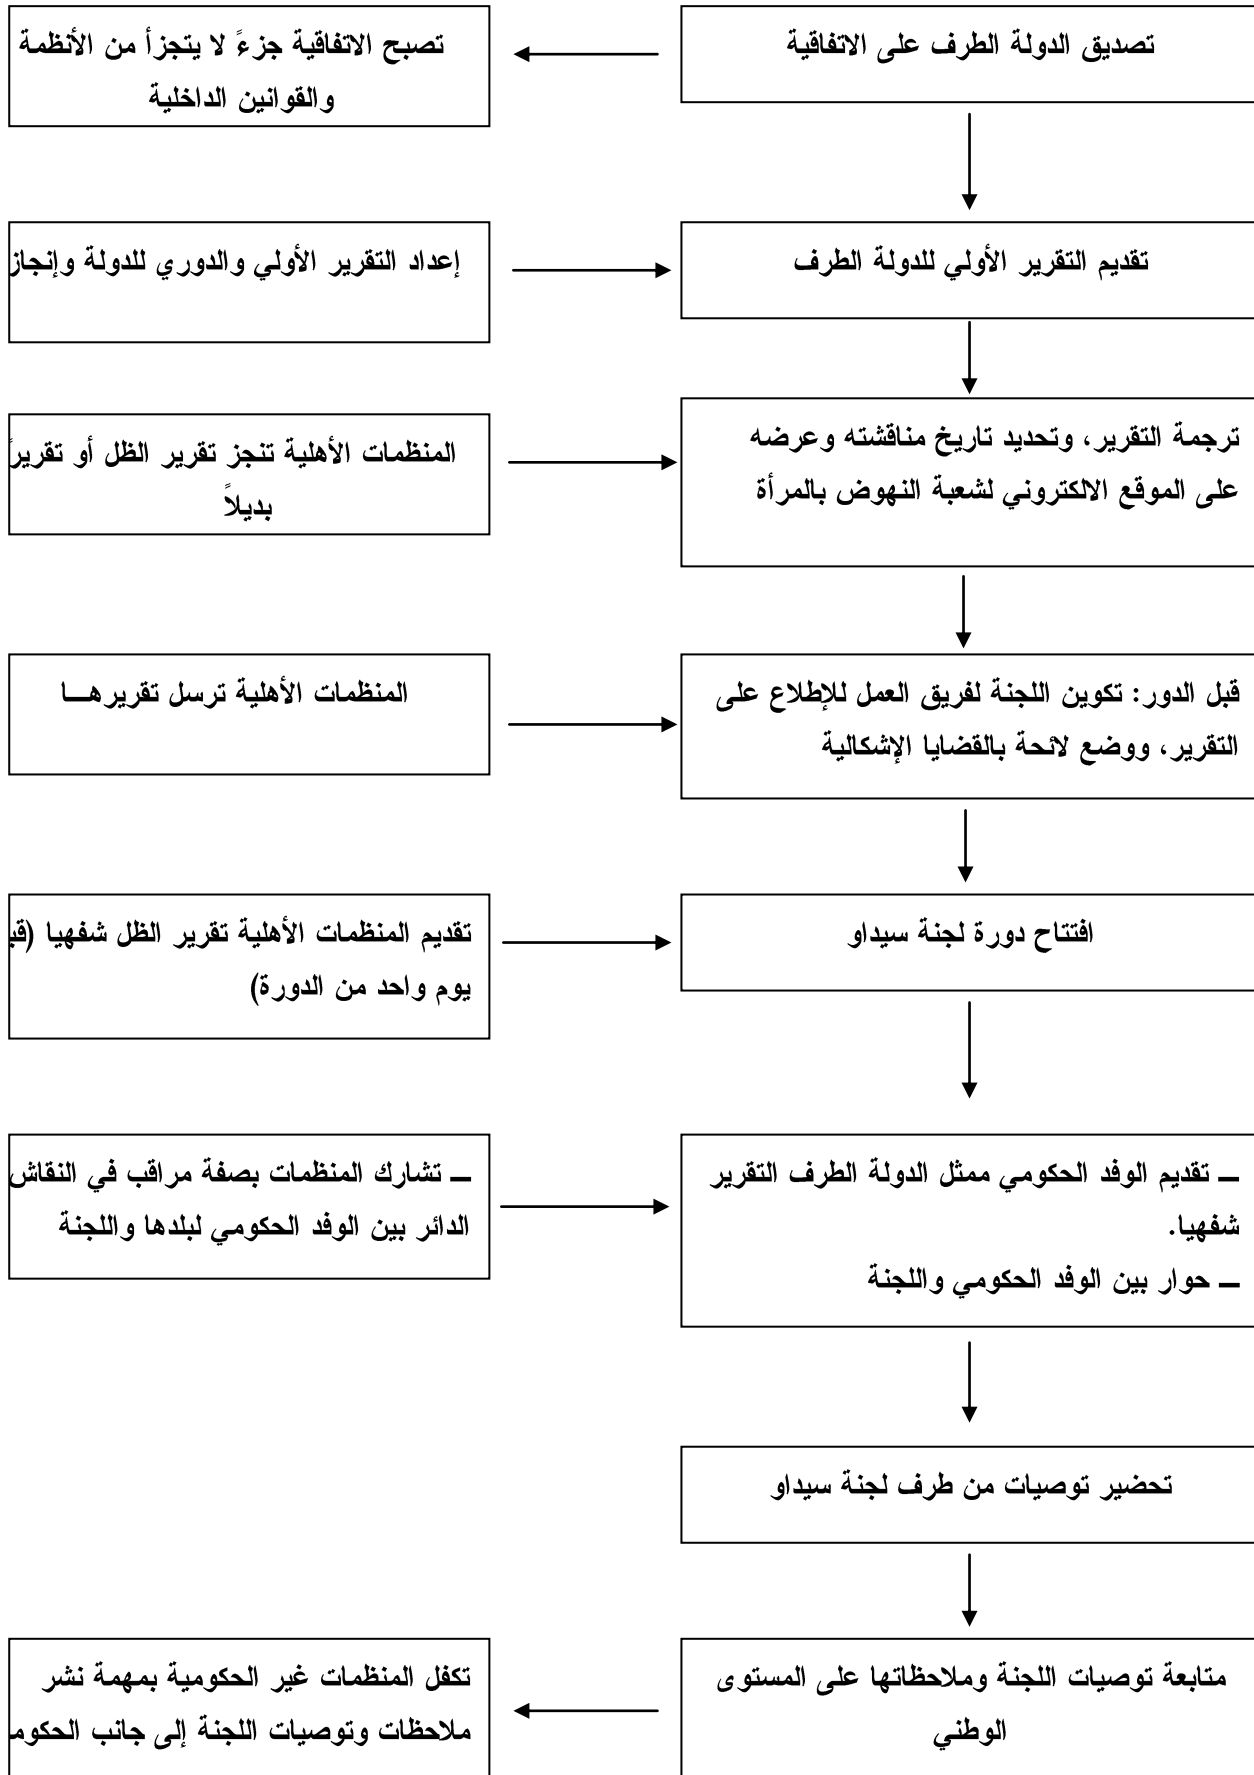 تصديق الدولة الطرف على الاتفاقية
تصبح الاتفاقية جزءً لا يتجزأ من الأنظمة
والقوانين الداخلية
تقديم التقرير الأولي للدولة الطرف
إعداد التقرير الأولي والدوري للدولة وإنجاز
ترجمة التقرير، وتحديد تاريخ مناقشته وعرضه
على الموقع الالكتروني لشعبة النهوض بالمرأة
المنظمات الأهلية تنجز تقرير الظل أو تقريراً
بديلاً
قبل الدور: تكوين اللجنة لفريق العمل للإطلاع على
التقرير، ووضع لائحة بالقضايا الإشكالية
المنظمات الأهلية ترسل تقريرهـــا
افتتاح دورة لجنة سيداو
تقديم المنظمات الأهلية تقرير الظل شفهيا
يوم واحد من الدورة)
ــ تقديم الوفد الحكومي ممثل الدولة الطرف التقرير
شفهيا.
ــ حوار بين الوفد الحكومي واللجنة
ــ تشارك المنظمات بصفة مراقب في النقاش
الدائر بين الوفد الحكومي لبلدها واللجنة
تحضير توصيات من طرف لجنة سيداو
متابعة توصيات اللجنة وملاحظاتها على المستوى
الوطني
تكفل المنظمات غير الحكومية بمهمة نشر
ملاحظات وتوصيات اللجنة إلى جانب